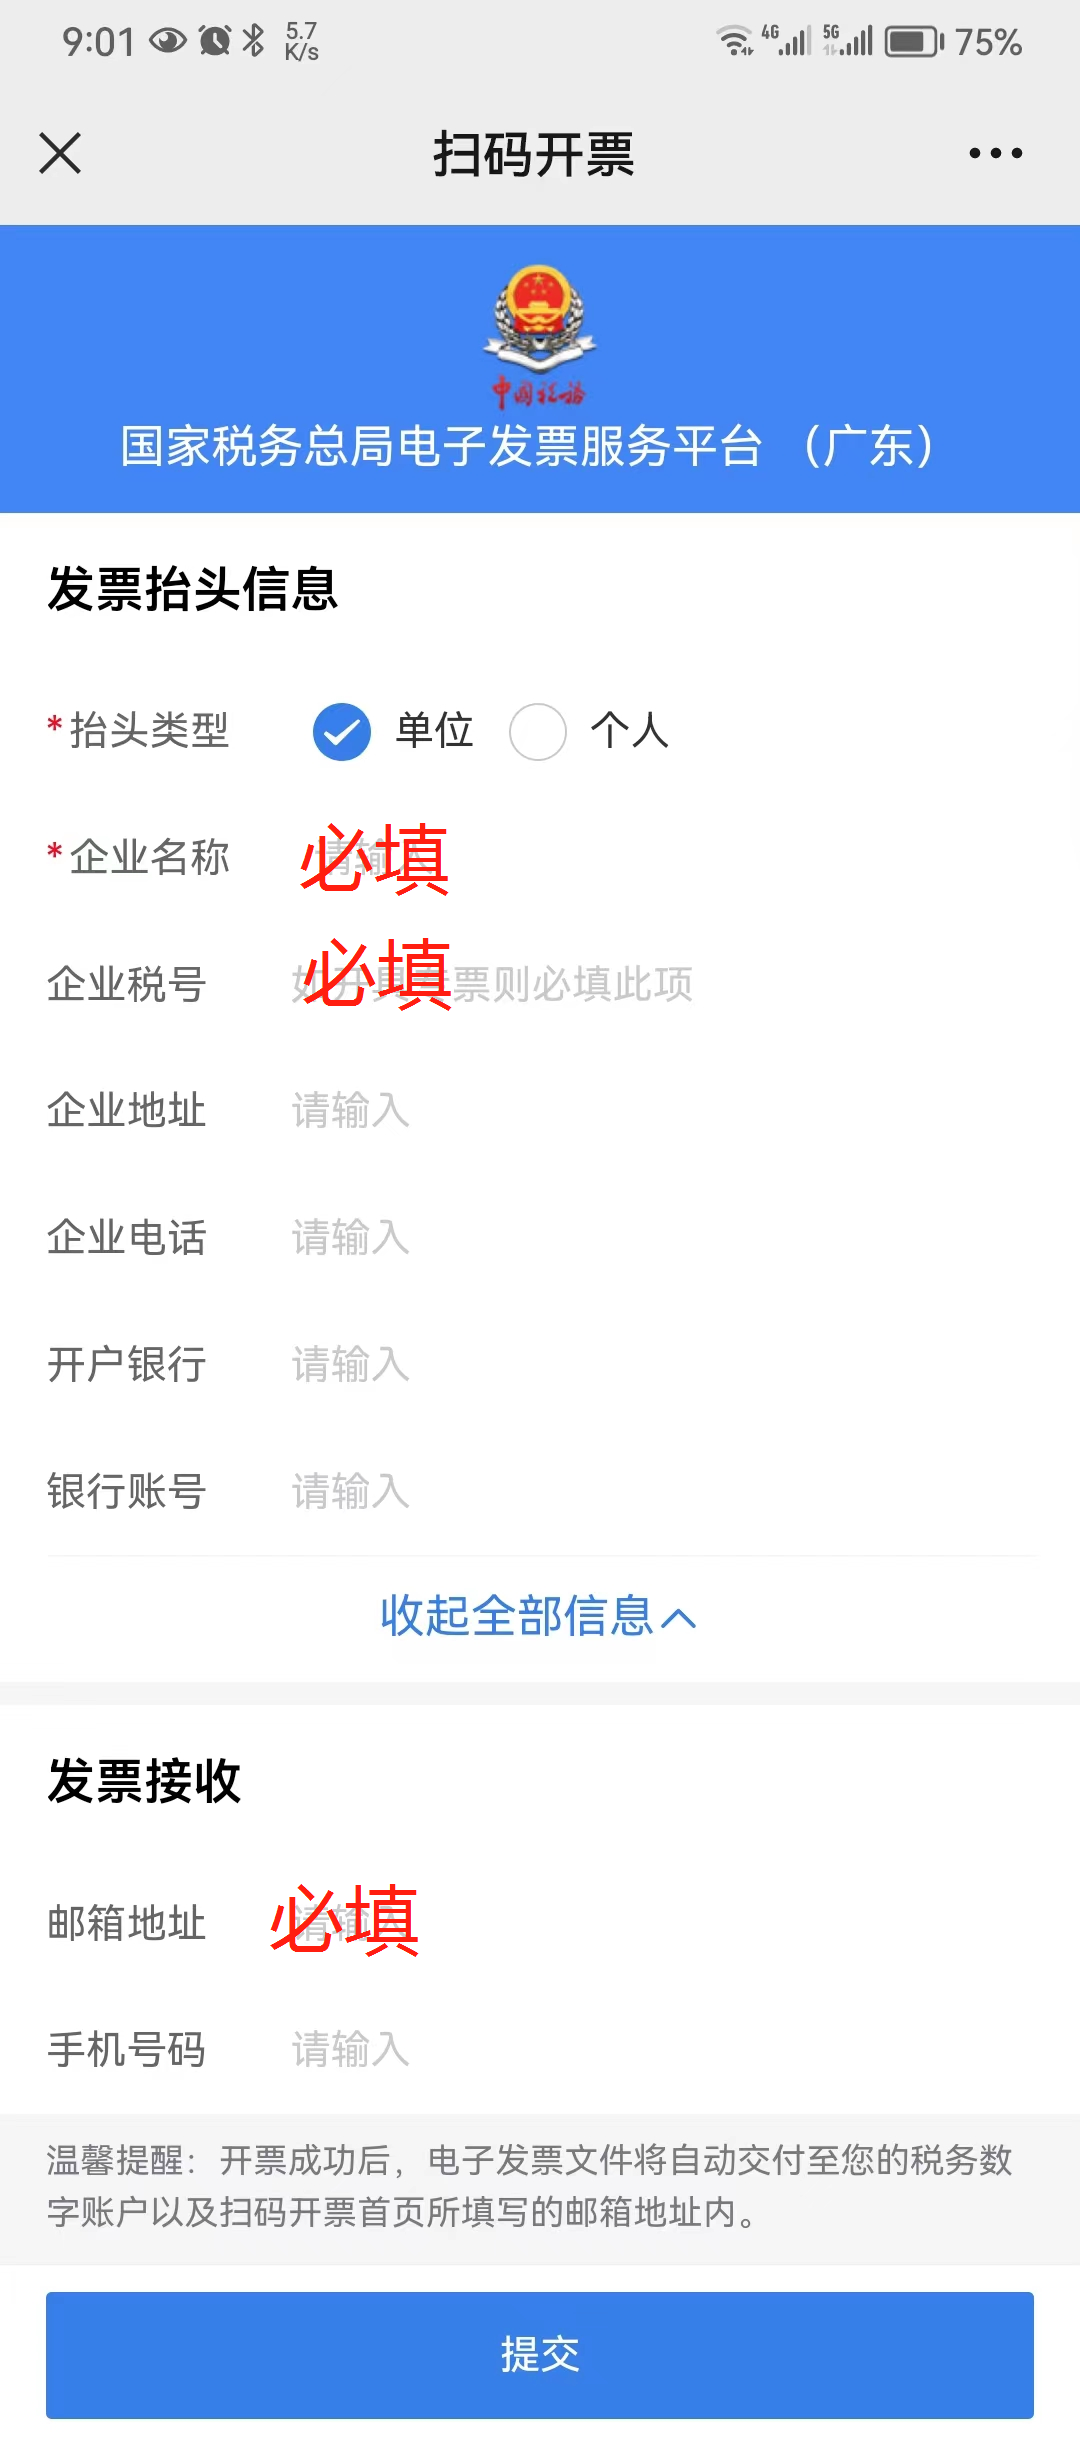 9:01 5.7 K/s 4G 5G 75%
扫码开票
中国税务
国家税务总局电子发票服务平台 （广东）
发票抬头信息
*抬头类型 单位 个人
*企业名称 必填
企业税号 必填 票则必填此项
企业地址 请输入
企业电话 请输入
开户银行 请输入
银行账号 请输入
收起全部信息
发票接收
邮箱地址 必填
手机号码 请输入
温馨提醒：开票成功后，电子发票文件将自动交付至您的税务数
字账户以及扫码开票首页所填写的邮箱地址内。
提交